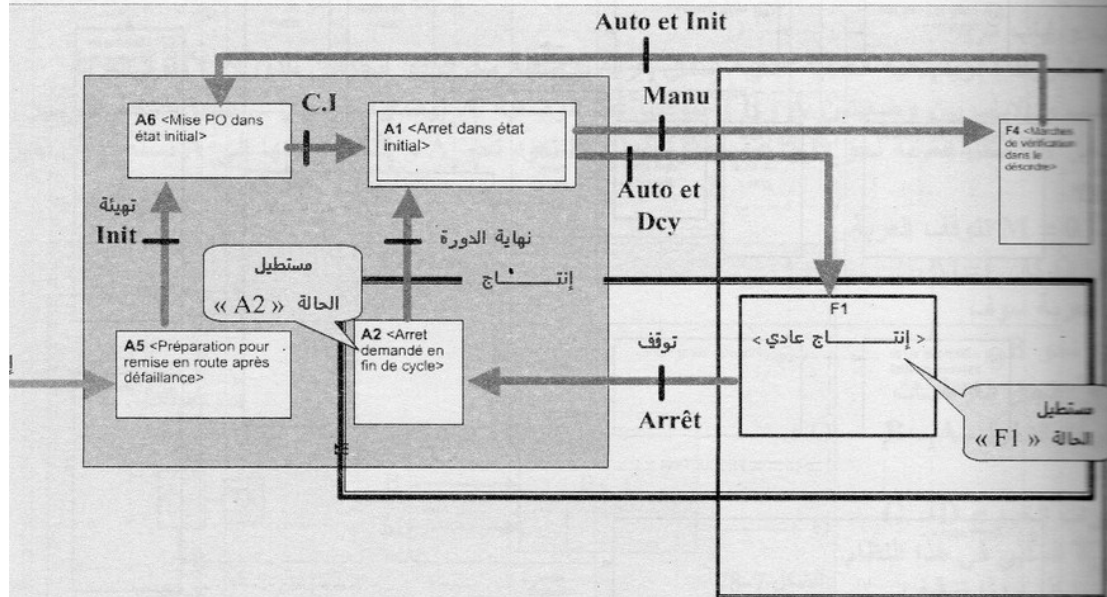 Auto et Init
A6 <Mise PO dans
état initial>
C.I
A1 <Arret dans état
initial>
Manu
F4 <Marches
de vérification
dans le
désordre>
Auto et
Dcy
تهيئة
Init
نهاية الدورة
إنتــــــاج
مستطيل
الحالة « A2 »
A5 <Préparation pour
remise en route après
défaillance>
A2 <Arret
demandé en
fin de cycle>
توقف
Arrêt
F1
< إنتــــــاج عادي >
مستطيل
الحالة « F1 »